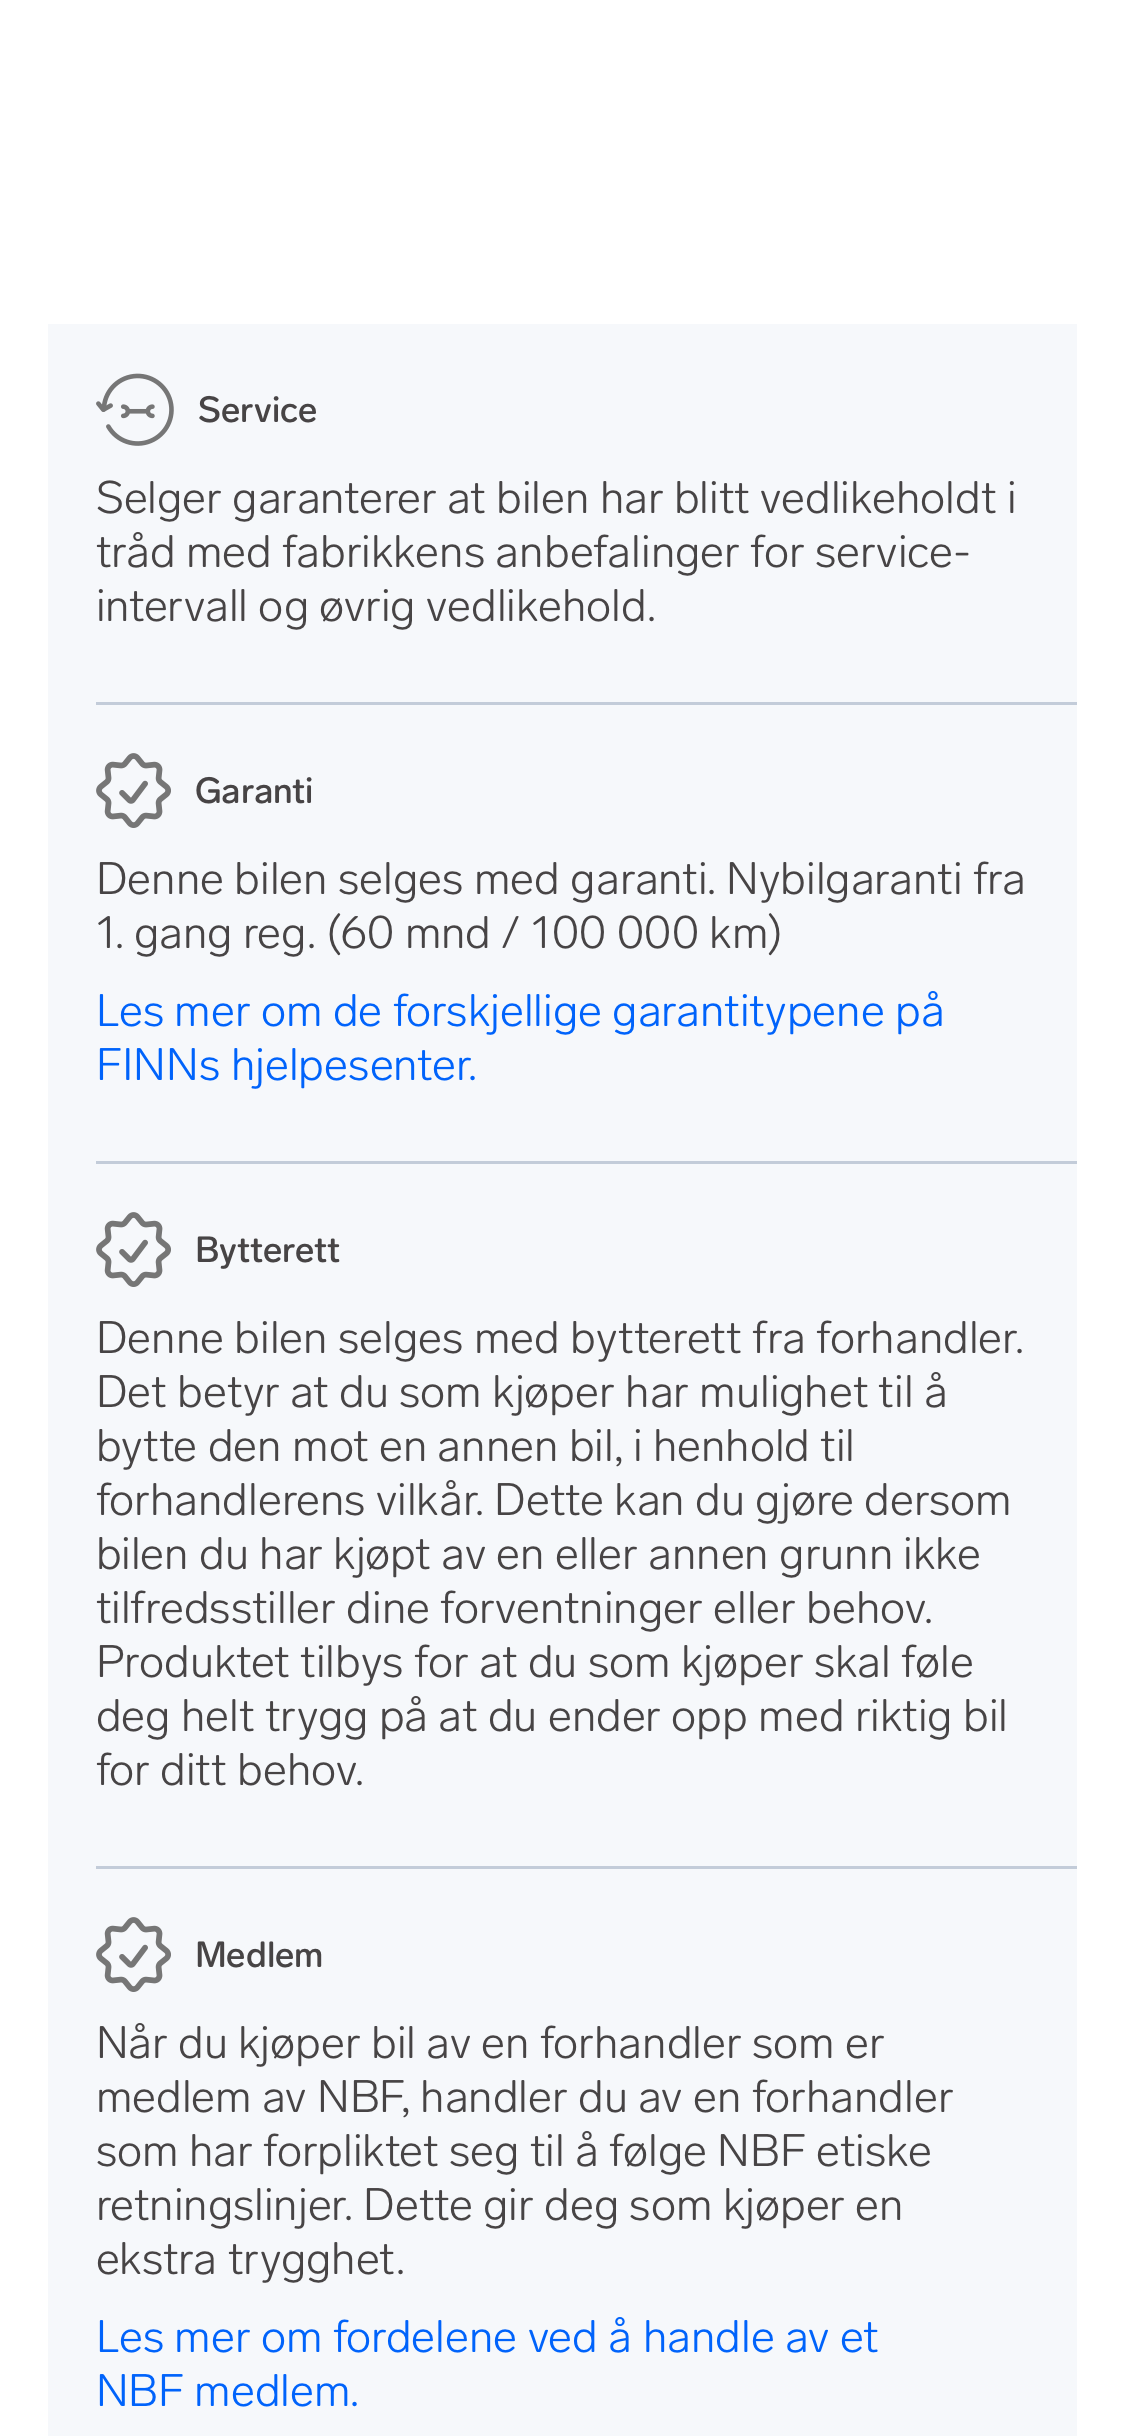 Service
Selger garanterer at bilen har blitt vedlikeholdt i
tråd med fabrikkens anbefalinger for service-
intervall og øvrig vedlikehold.
Garanti
Denne bilen selges med garanti. Nybilgaranti fra
1. gang reg. (60 mnd / 100 000 km)
Les mer om de forskjellige garantitypene på
FINNs hjelpesenter.
Bytterett
Denne bilen selges med bytterett fra forhandler.
Det betyr at du som kjøper har mulighet til å
bytte den mot en annen bil, i henhold til
forhandlerens vilkår. Dette kan du gjøre dersom
bilen du har kjøpt av en eller annen grunn ikke
tilfredsstiller dine forventninger eller behov.
Produktet tilbys for at du som kjøper skal føle
deg helt trygg på at du ender opp med riktig bil
for ditt behov.
Medlem
Når du kjøper bil av en forhandler som er
medlem av NBF, handler du av en forhandler
som har forpliktet seg til å følge NBF etiske
retningslinjer. Dette gir deg som kjøper en
ekstra trygghet.
Les mer om fordelene ved å handle av et
NBF medlem.